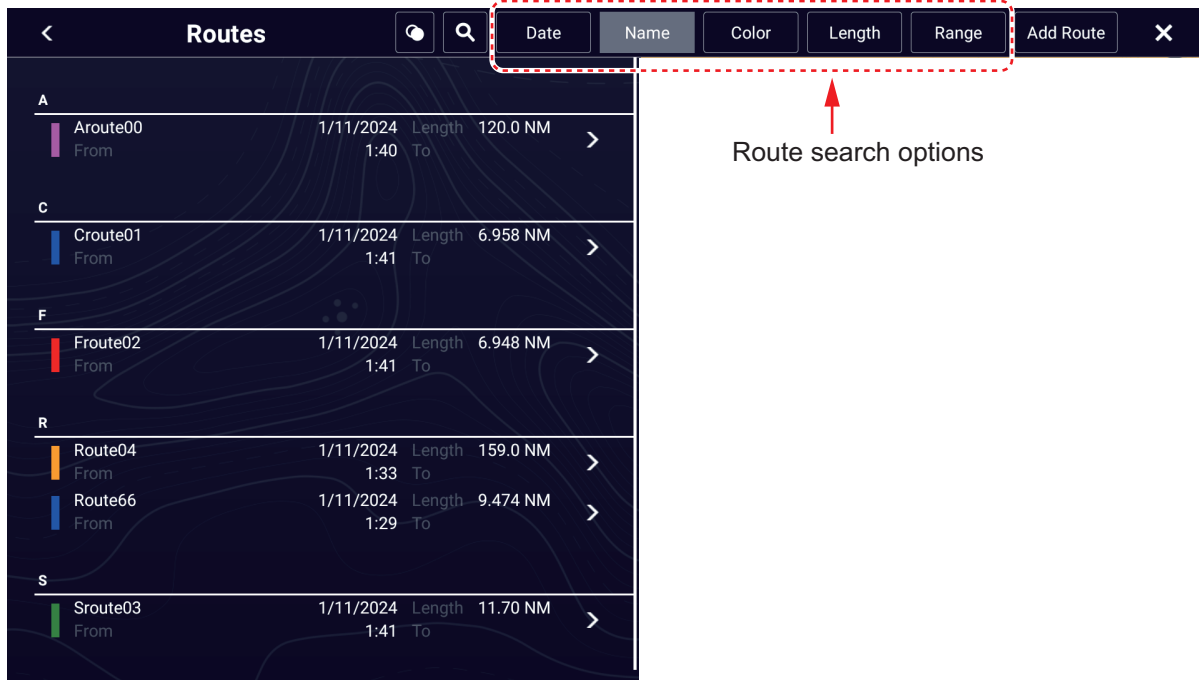 Routes Date Name Color Length Range Add Route
Route search options
A
Aroute00 1/11/2024 Length 120.0 NM
From 1:40 To
C
Croute01 1/11/2024 Length 6.958 NM
From 1:41 To
F
Froute02 1/11/2024 Length 6.948 NM
From 1:41 To
R
Route04 1/11/2024 Length 159.0 NM
From 1:33 To
Route66 1/11/2024 Length 9.474 NM
From 1:29 To
S
Sroute03 1/11/2024 Length 11.70 NM
From 1:41 To